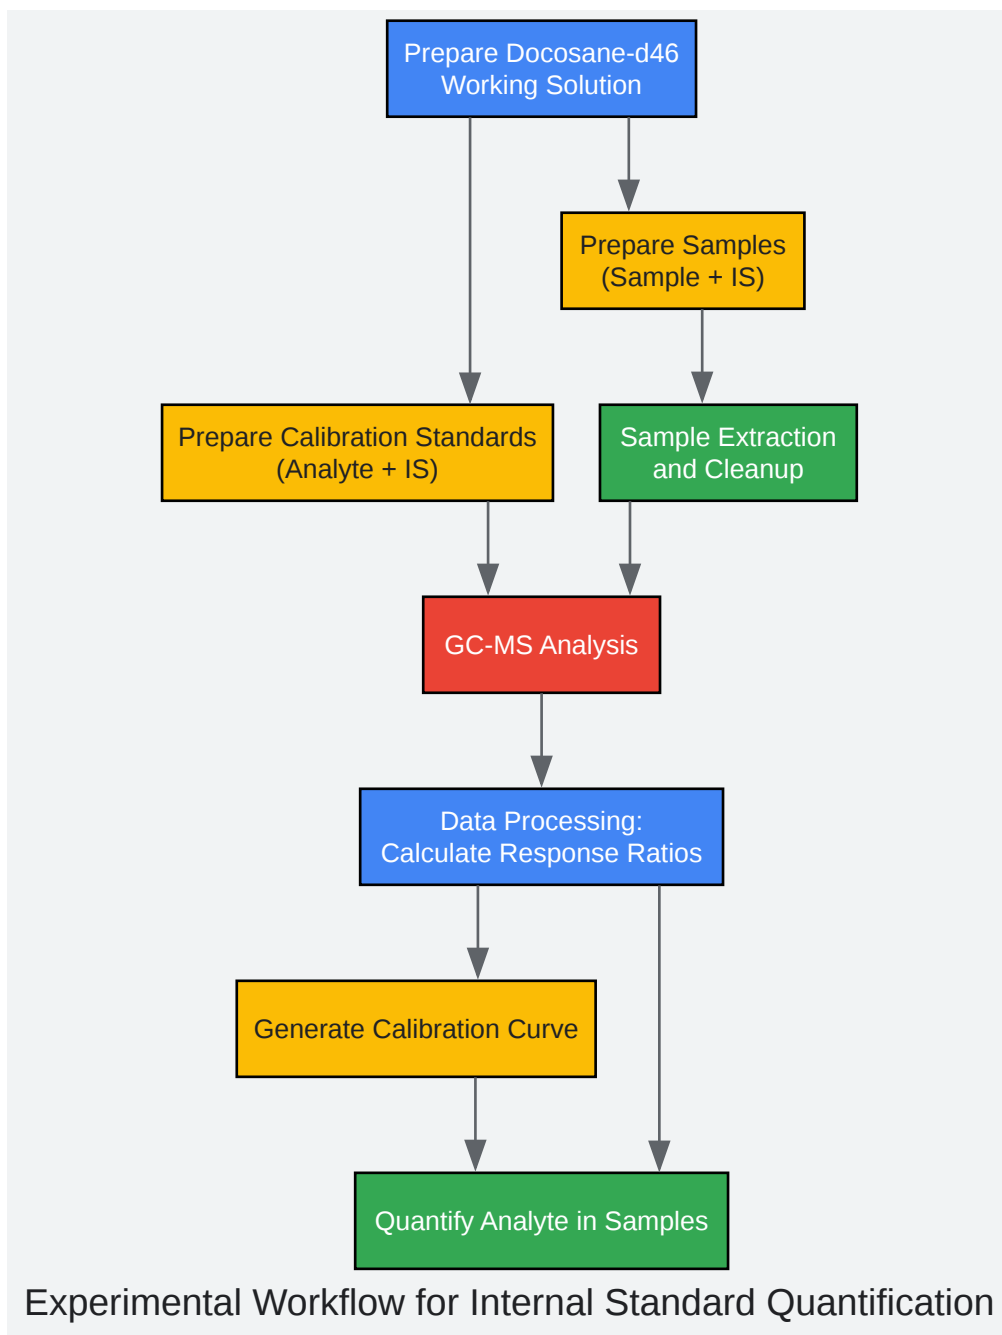 Prepare Docosane-d46
Working Solution
Prepare Samples
(Sample + IS)
Prepare Calibration Standards
(Analyte + IS)
Sample Extraction
and Cleanup
GC-MS Analysis
Data Processing:
Calculate Response Ratios
Generate Calibration Curve
Quantify Analyte in Samples
Experimental Workflow for Internal Standard Quantification